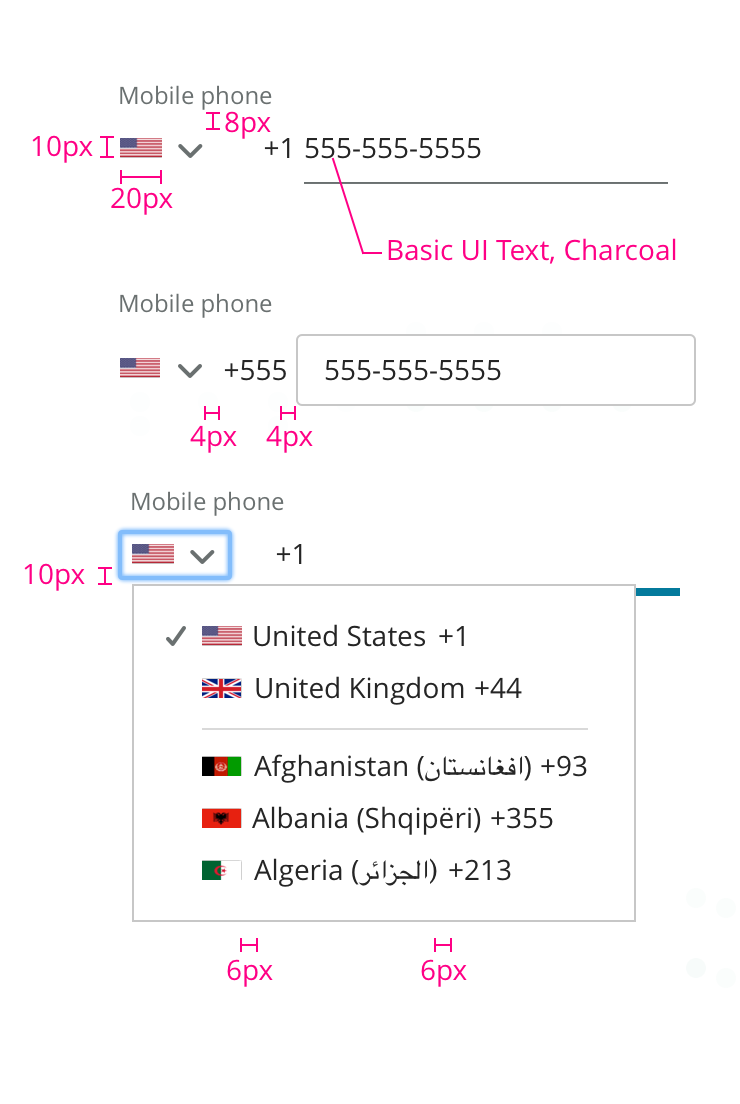 Mobile phone
8px
10px
+1 555-555-5555
20px
Basic UI Text, Charcoal
Mobile phone
+555 555-555-5555
4px 4px
Mobile phone
+1
10px
United States +1
United Kingdom +44
Afghanistan (افغانستان) +93
Albania (Shqipëri) +355
Algeria (الجزائر) +213
6px 6px